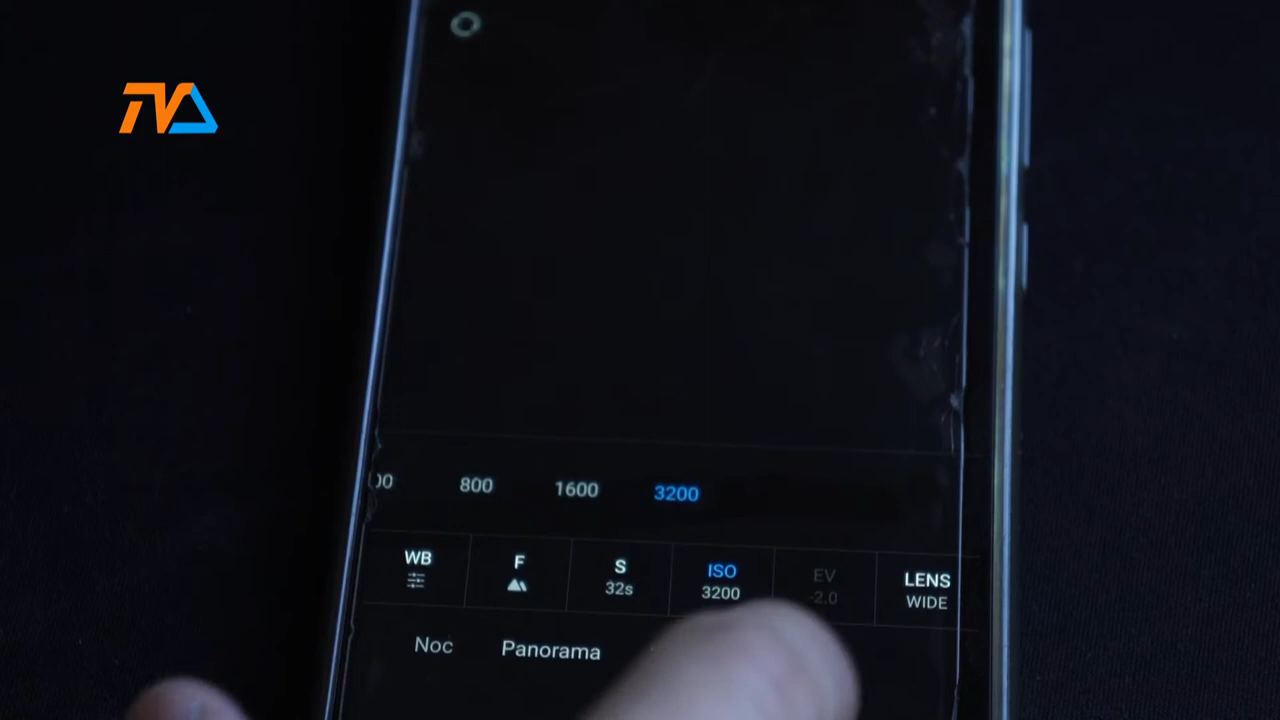 TVA
00 800 1600 3200
WB F S ISO EV LENS
32s 3200 -2.0 WIDE
Noc Panorama